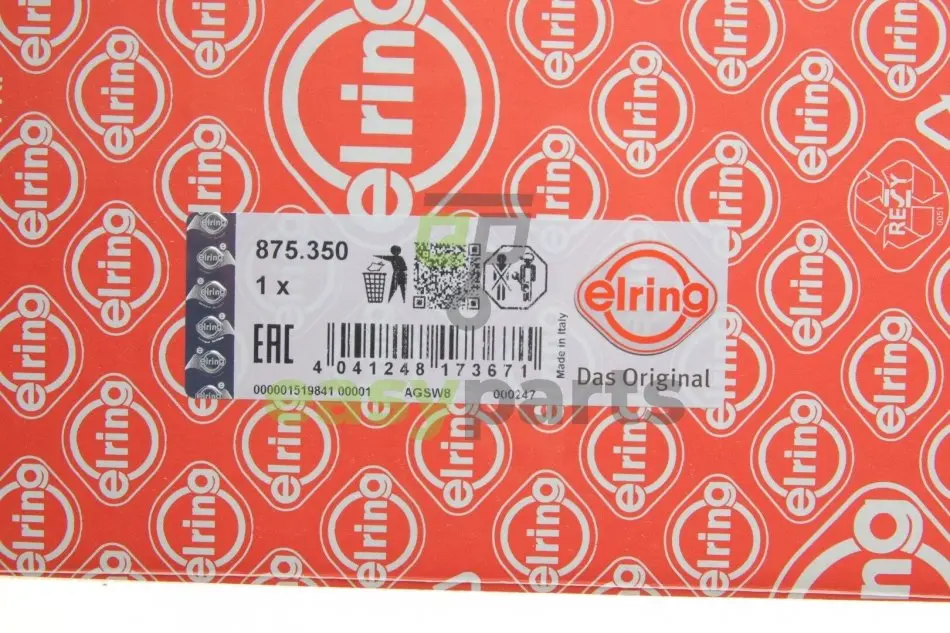 elring
875.350
1 x
EAC
4 041248 173671
000001519841 00001 AGSW8 000247
Made in Italy
elring
Das Original
easyparts
REZY